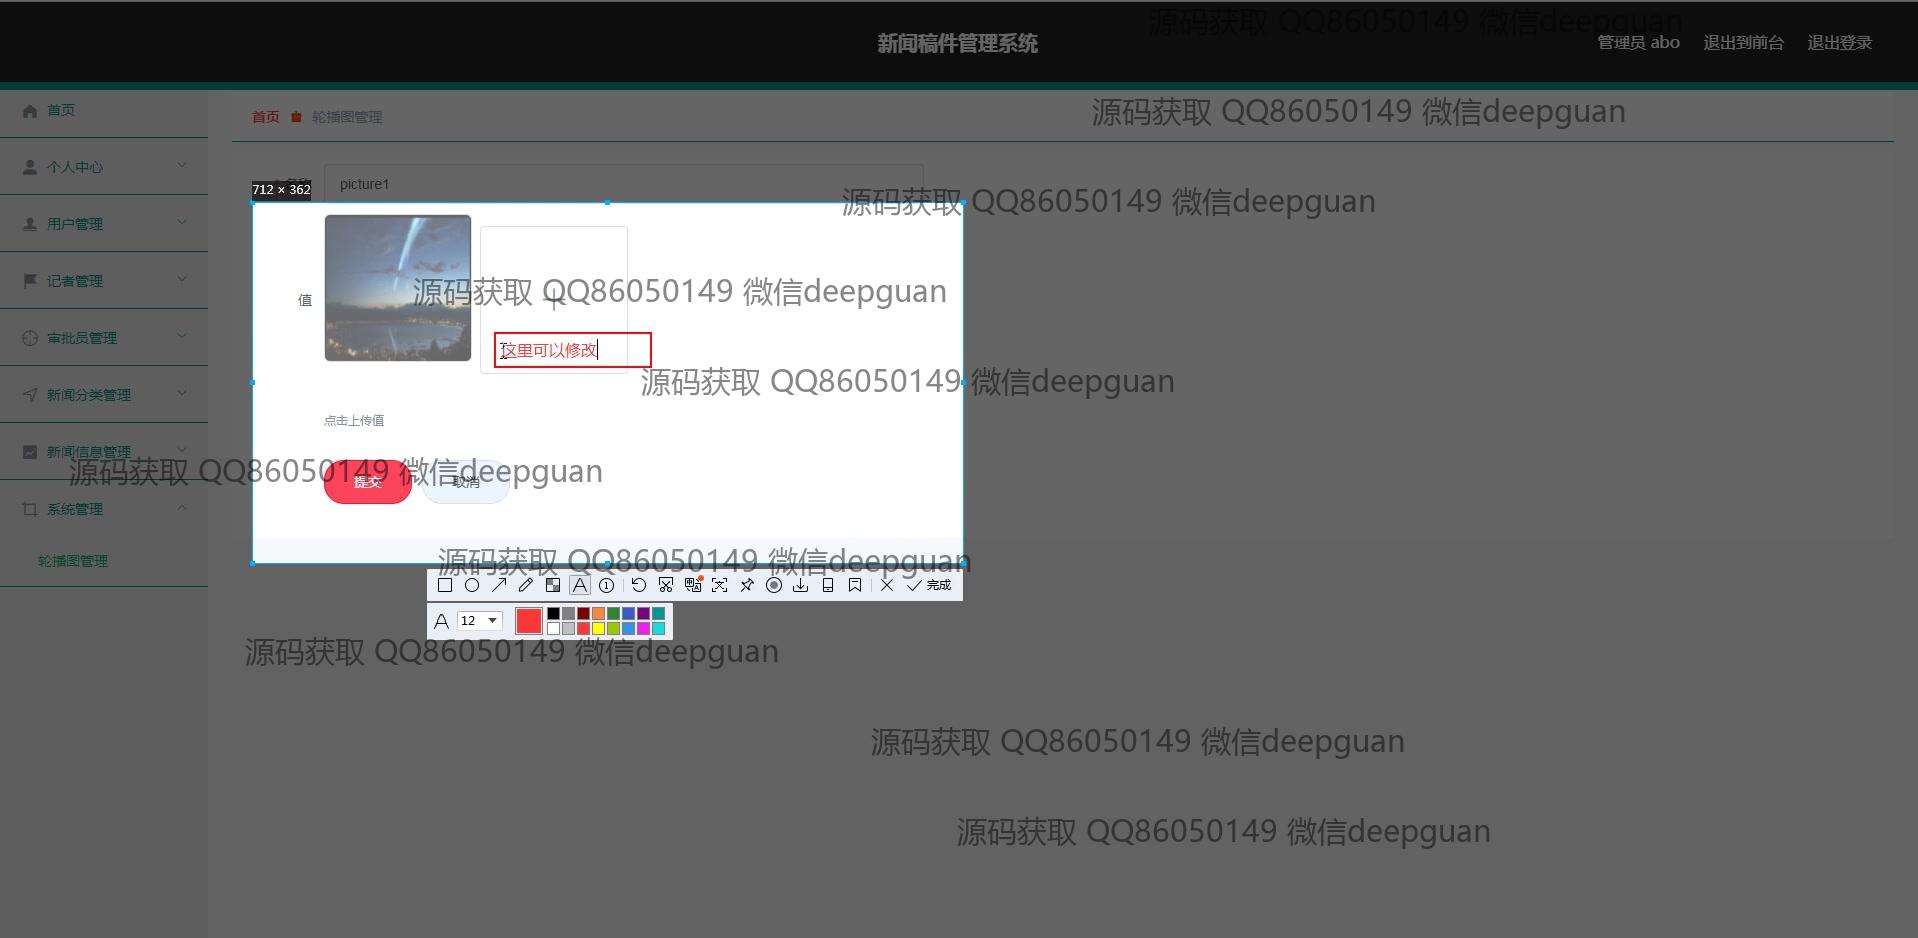 源码获取 QQ86050149 微信deepguan
新闻稿件管理系统
管理员 abo
退出到前台
退出登录
首页
个人中心
用户管理
记者管理
审批员管理
新闻分类管理
新闻信息管理
系统管理
轮播图管理
首页 轮播图管理
源码获取 QQ86050149 微信deepguan
712 × 362
picture1
源码获取 QQ86050149 微信deepguan
值
源码获取 QQ86050149 微信deepguan
这里可以修改
源码获取 QQ86050149 微信deepguan
点击上传值
源码获取 QQ86050149 微信deepguan
提交
取消
源码获取 QQ86050149 微信deepguan
完成
12
源码获取 QQ86050149 微信deepguan
源码获取 QQ86050149 微信deepguan
源码获取 QQ86050149 微信deepguan